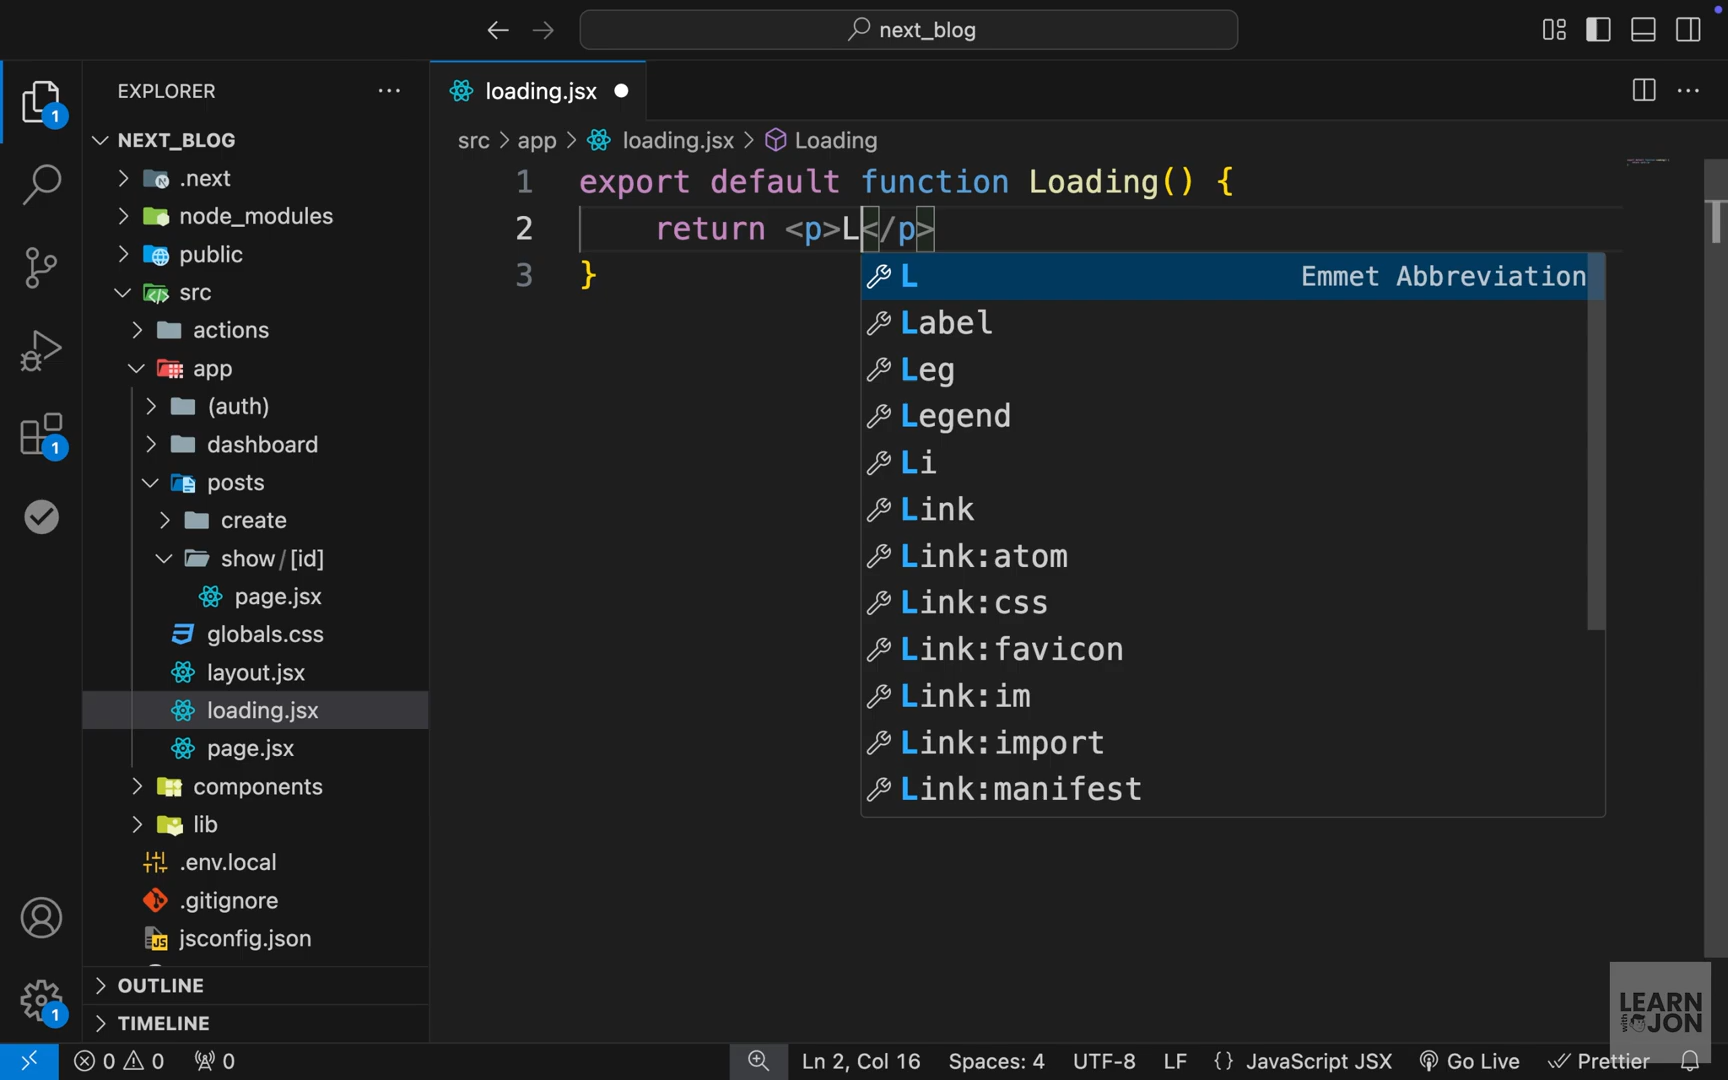 next_blog
EXPLORER
NEXT_BLOG
.next
node_modules
public
src
actions
app
(auth)
dashboard
posts
create
show/[id]
page.jsx
globals.css
layout.jsx
loading.jsx
page.jsx
components
lib
.env.local
.gitignore
jsconfig.json
OUTLINE
TIMELINE
1
1
1
loading.jsx
src > app > loading.jsx > Loading
1 export default function Loading() {
2 return <p>L</p>
3 }
L Emmet Abbreviation
Label
Leg
Legend
Li
Link
Link:atom
Link:css
Link:favicon
Link:im
Link:import
Link:manifest
LEARN
with JON
0 0 0
Ln 2, Col 16 Spaces: 4 UTF-8 LF {} JavaScript JSX Go Live Prettier